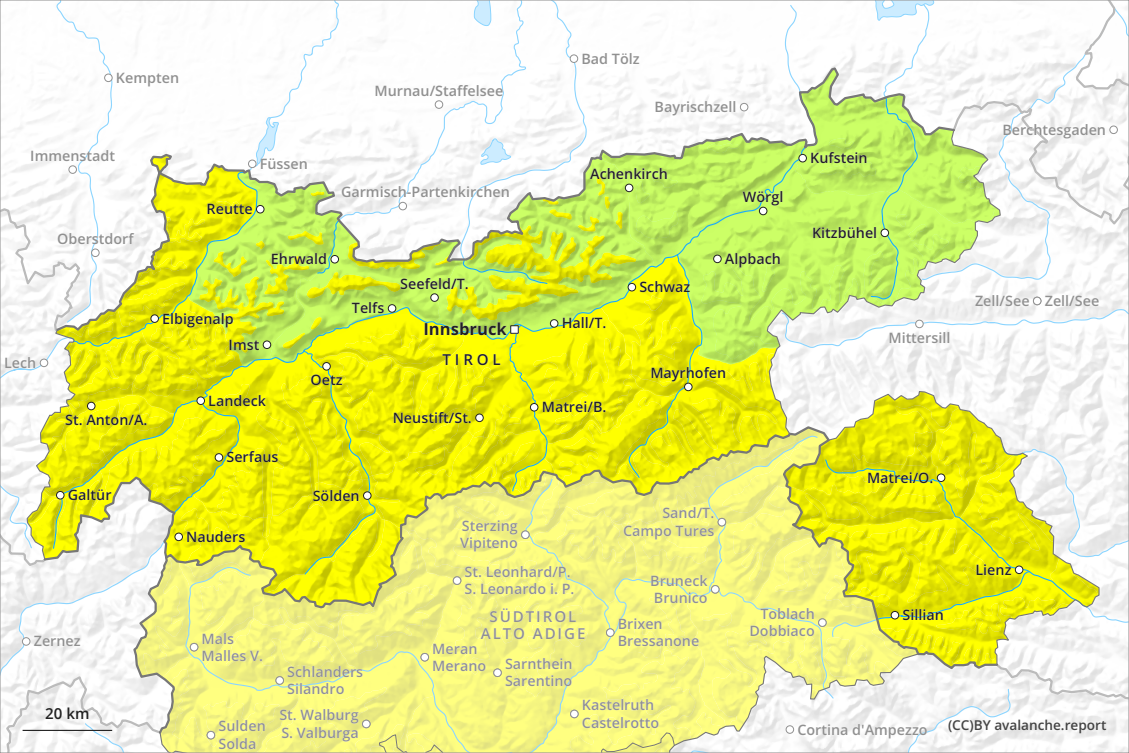 Bad Tölz
Kempten
Murnau/Staffelsee
Bayrischzell
Berchtesgaden
Immenstadt
Füssen
Kufstein
Achenkirch
Garmisch-Partenkirchen
Wörgl
Reutte
Kitzbühel
Oberstdorf
Ehrwald
Alpbach
Seefeld/T.
Schwaz
Zell/See
Zell/See
Telfs
Elbigenalp
Innsbruck
Hall/T.
Mittersill
Imst
TIROL
Lech
Oetz
Mayrhofen
Landeck
Matrei/B.
St. Anton/A.
Neustift/St.
Serfaus
Matrei/O.
Galtür
Sölden
Sand/T.
Campo Tures
Sterzing
Vipiteno
Nauders
St. Leonhard/P.
S. Leonardo i. P.
Lienz
Bruneck
Brunico
SÜDTIROL
ALTO ADIGE
Toblach
Dobbiaco
Sillian
Brixen
Bressanone
Zernez
Mals
Malles V.
Meran
Merano
Sarnthein
Sarentino
Schlanders
Silandro
Kastelruth
Castelrotto
20 km
St. Walburg
S. Valburga
Sulden
Solda
Cortina d'Ampezzo
(CC)BY avalanche.report